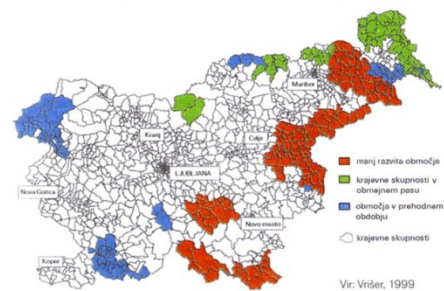 Maribor
Kranj
Celje
LJUBLJANA
Nova Gorica
Novo mesto
Koper
manj razvita območja
krajevne skupnosti v
obmejnem pasu
območja v prehodnem
obdobju
krajevne skupnosti
Vir: Vrišer, 1999